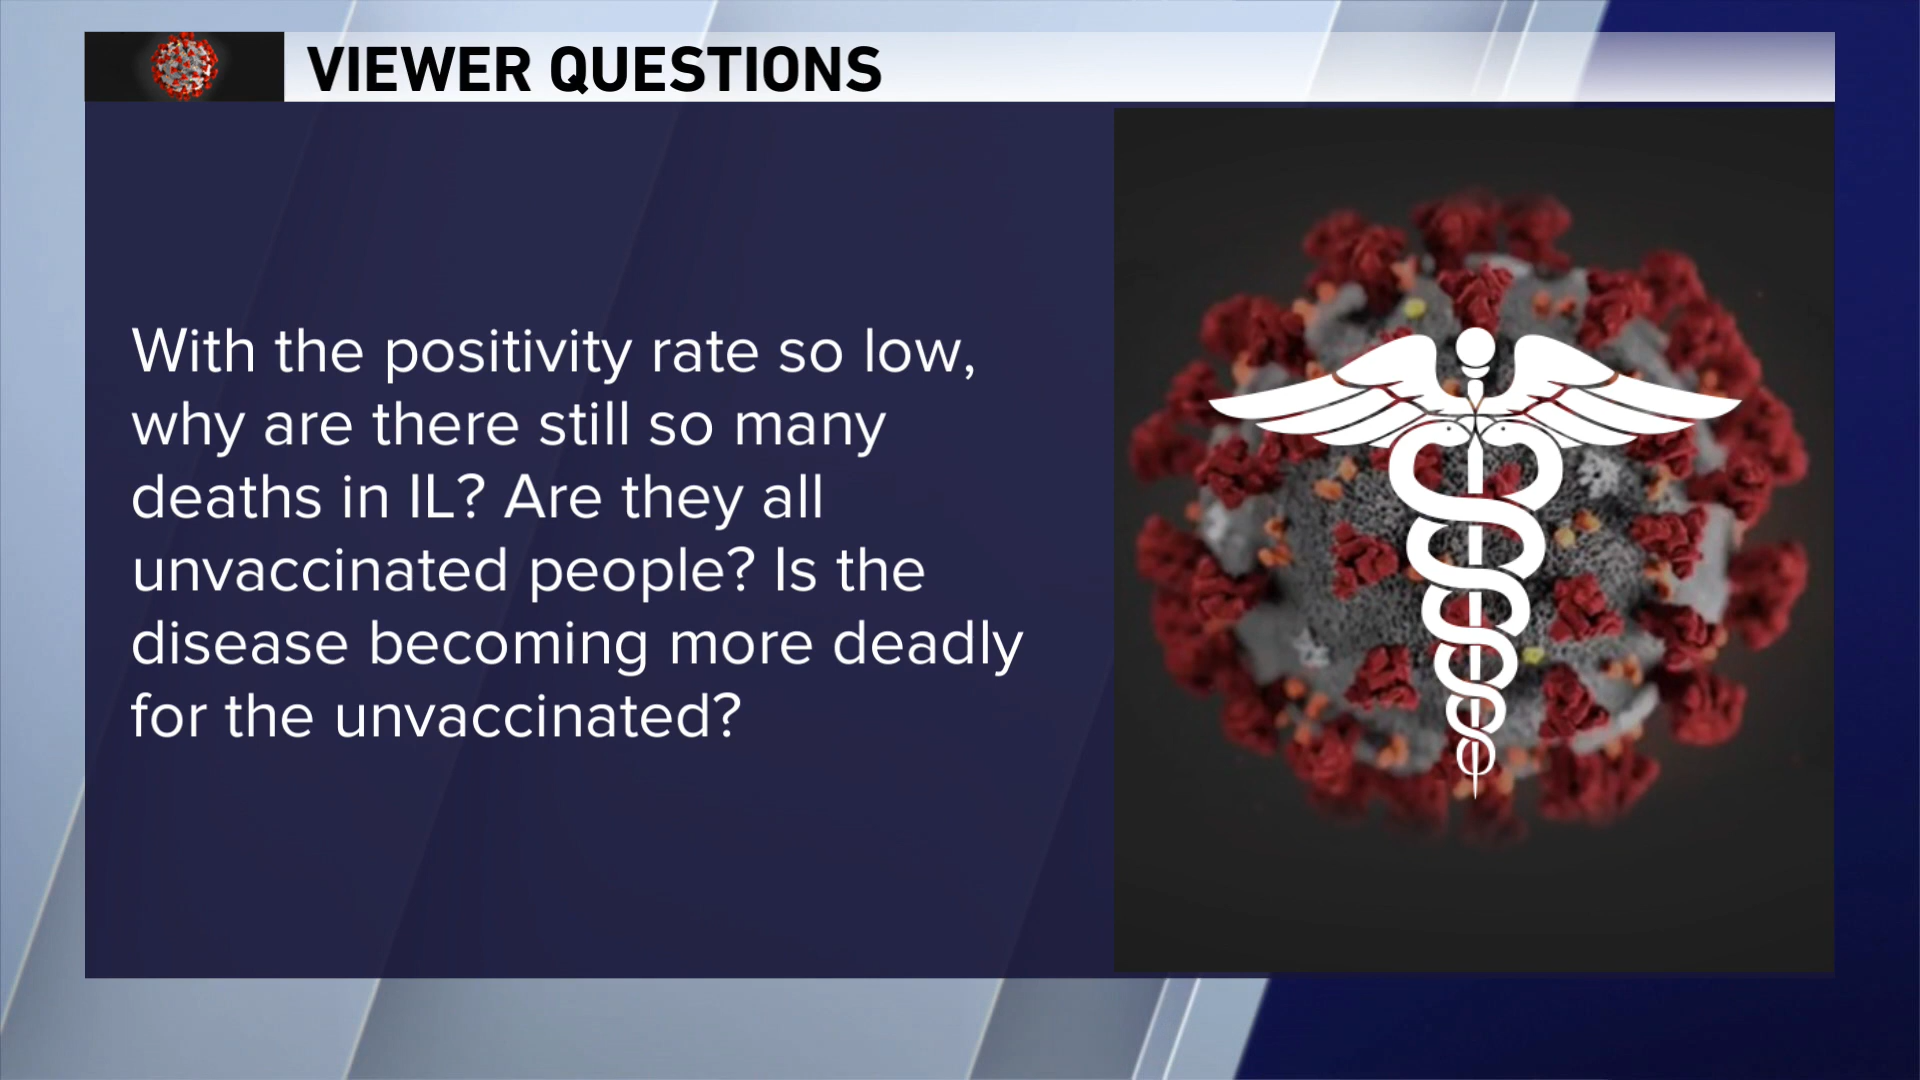 VIEWER QUESTIONS
With the positivity rate so low,
why are there still so many
deaths in IL? Are they all
unvaccinated people? Is the
disease becoming more deadly
for the unvaccinated?